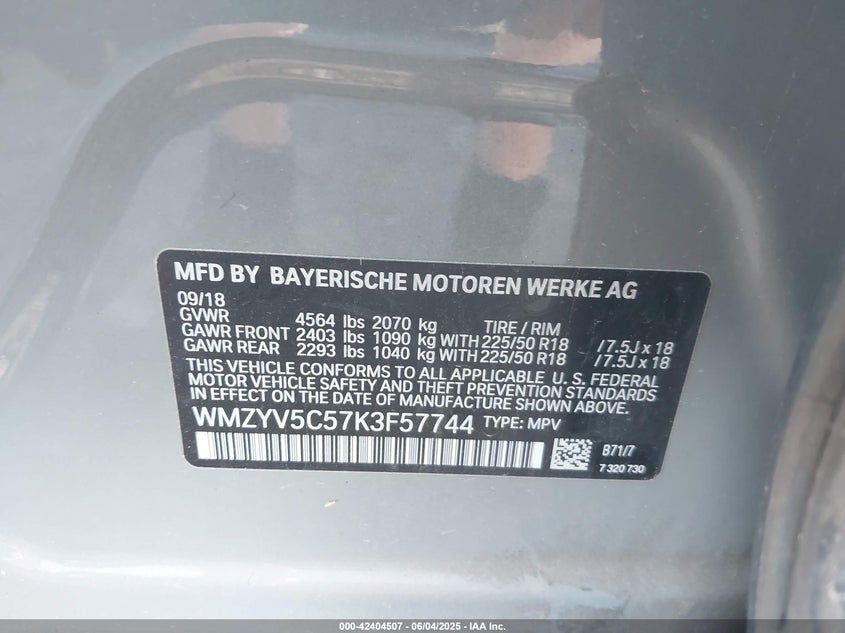 MFD BY BAYERISCHE MOTOREN WERKE AG
09/18
GVWR 4564 lbs 2070 kg TIRE / RIM
GAWR FRONT 2403 lbs 1090 kg WITH 225/50 R18 / 7.5J x 18
GAWR REAR 2293 lbs 1040 kg WITH 225/50 R18 / 7.5J x 18
THIS VEHICLE CONFORMS TO ALL APPLICABLE U. S. FEDERAL
MOTOR VEHICLE SAFETY AND THEFT PREVENTION STANDARDS
IN EFFECT ON THE DATE OF MANUFACTURE SHOWN ABOVE.
WMZYV5C57K3F57744 TYPE: MPV
B71/7
7 320 730
000-42404507 - 06/04/2025 - IAA Inc.